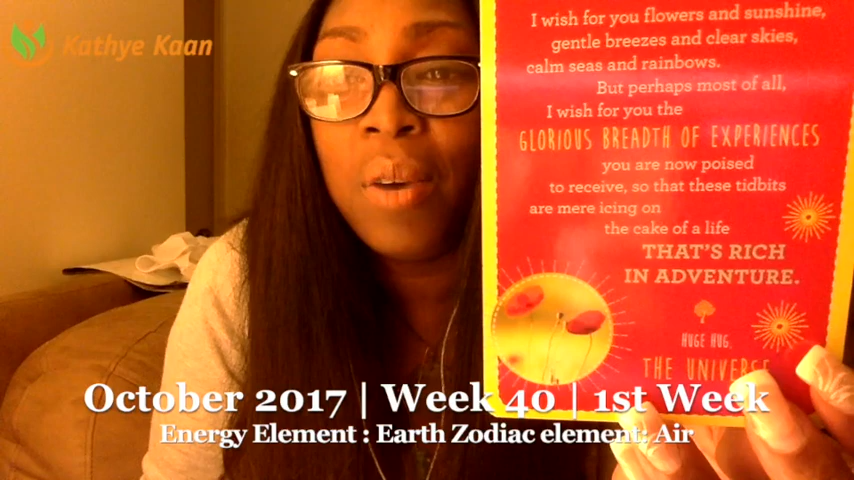 Kathye Kaan
I wish for you flowers and sunshine,
gentle breezes and clear skies,
calm seas and rainbows.
But perhaps most of all,
I wish for you the
GLORIOUS BREADTH OF EXPERIENCES
you are now poised
to receive, so that these tidbits
are mere icing on
the cake of a life
THAT'S RICH
IN ADVENTURE.
HUGE HUG,
THE UNIVERSE
October 2017 | Week 40 | 1st Week
Energy Element : Earth Zodiac element; Air